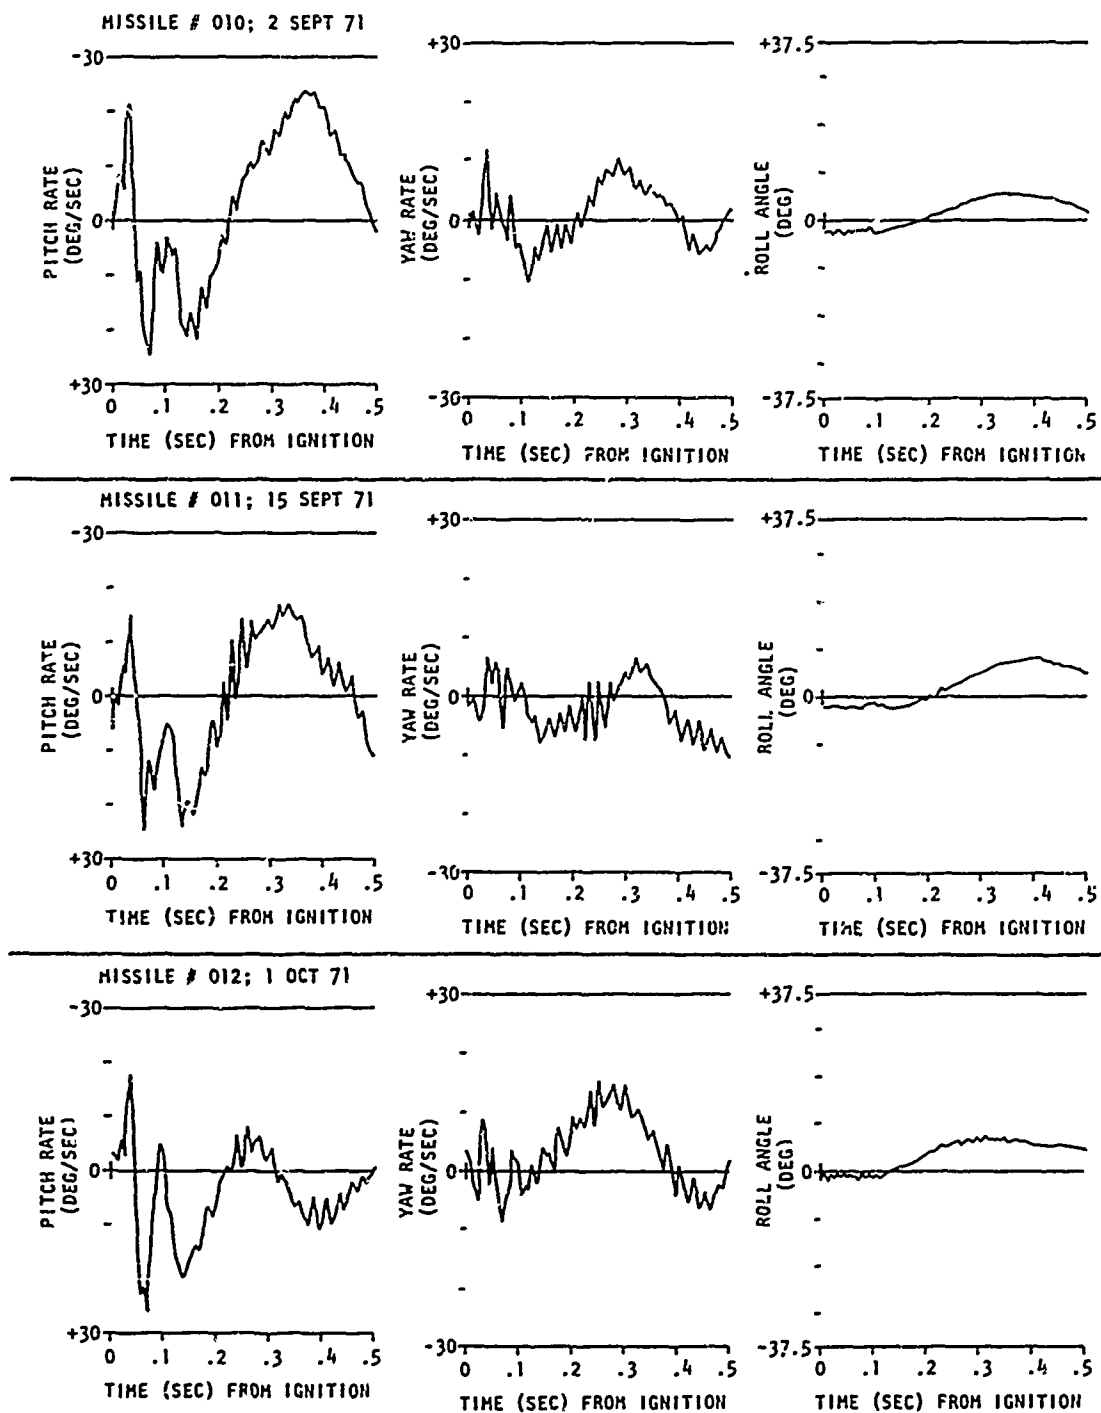 MISSILE # 010; 2 SEPT 71
-30
0
+30
PITCH RATE
(DEG/SEC)
0 .1 .2 .3 .4 .5
TIME (SEC) FROM IGNITION
+30
0
-30
YAW RATE
(DEG/SEC)
0 .1 .2 .3 .4 .5
TIME (SEC) FROM IGNITION
+37.5
0
-37.5
ROLL ANGLE
(DEG)
0 .1 .2 .3 .4 .5
TIME (SEC) FROM IGNITION
MISSILE # 011; 15 SEPT 71
-30
0
+30
PITCH RATE
(DEG/SEC)
0 .1 .2 .3 .4 .5
TIME (SEC) FROM IGNITION
+30
0
-30
YAW RATE
(DEG/SEC)
0 .1 .2 .3 .4 .5
TIME (SEC) FROM IGNITION
+37.5
0
-37.5
ROLL ANGLE
(DEG)
0 .1 .2 .3 .4 .5
TIME (SEC) FROM IGNITION
MISSILE # 012; 1 OCT 71
-30
0
+30
PITCH RATE
(DEG/SEC)
0 .1 .2 .3 .4 .5
TIME (SEC) FROM IGNITION
+30
0
-30
YAW RATE
(DEG/SEC)
0 .1 .2 .3 .4 .5
TIME (SEC) FROM IGNITION
+37.5
0
-37.5
ROLL ANGLE
(DEG)
0 .1 .2 .3 .4 .5
TIME (SEC) FROM IGNITION